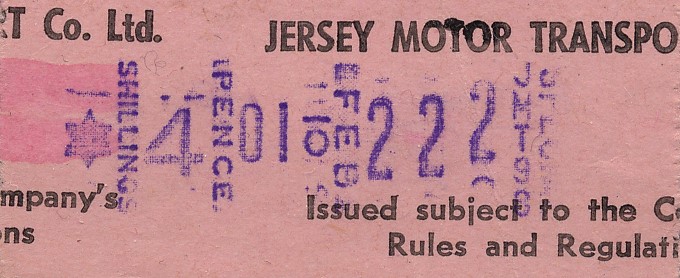 RT Co. Ltd. JERSEY MOTOR TRANSPO
SHILLINGS 4 PENCE 01 FEB 10 222
mpany's
ns
Issued subject to the C
Rules and Regulati